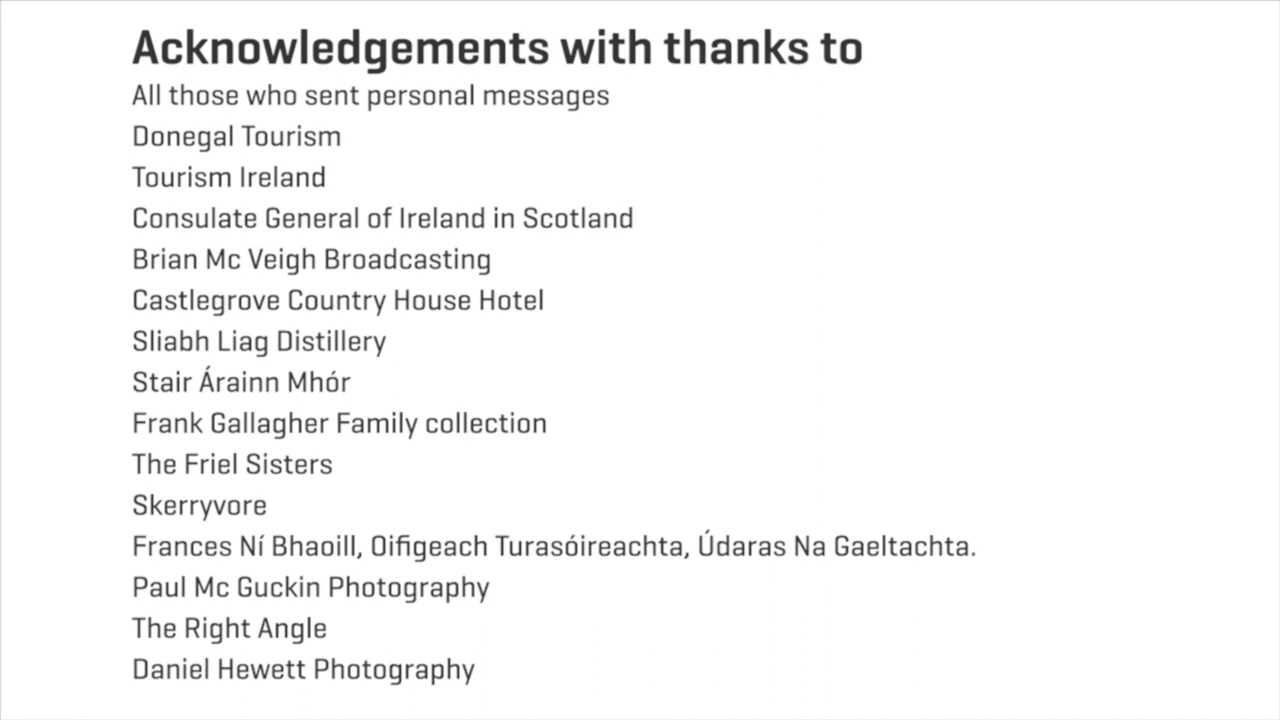 Acknowledgements with thanks to
All those who sent personal messages
Donegal Tourism
Tourism Ireland
Consulate General of Ireland in Scotland
Brian Mc Veigh Broadcasting
Castlegrove Country House Hotel
Sliabh Liag Distillery
Stair Árainn Mhór
Frank Gallagher Family collection
The Friel Sisters
Skerryvore
Frances Ní Bhaoill, Oifigeach Turasóireachta, Údaras Na Gaeltachta.
Paul Mc Guckin Photography
The Right Angle
Daniel Hewett Photography